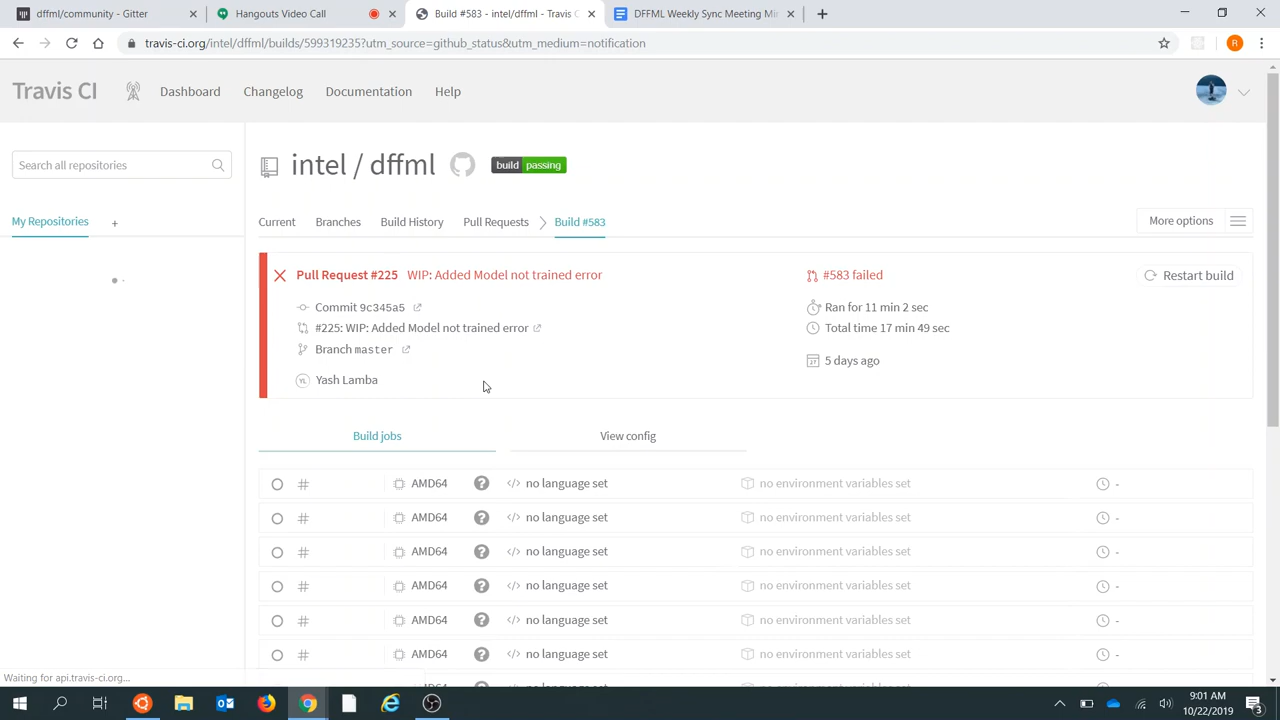 dffml/community - Gitter
Hangouts Video Call
Build #583 - intel/dffml - Travis C
DFFML Weekly Sync Meeting Mi
travis-ci.org/intel/dffml/builds/599319235?utm_source=github_status&utm_medium=notification
R
Travis CI
Dashboard
Changelog
Documentation
Help
Search all repositories
intel / dffml
build passing
My Repositories +
Current
Branches
Build History
Pull Requests
Build #583
More options
Pull Request #225 WIP: Added Model not trained error
#583 failed
Restart build
Commit 9c345a5
Ran for 11 min 2 sec
#225: WIP: Added Model not trained error
Total time 17 min 49 sec
Branch master
5 days ago
YL Yash Lamba
Build jobs
View config
# AMD64 ? </> no language set no environment variables set -
# AMD64 ? </> no language set no environment variables set -
# AMD64 ? </> no language set no environment variables set -
# AMD64 ? </> no language set no environment variables set -
# AMD64 ? </> no language set no environment variables set -
# AMD64 ? </> no language set no environment variables set -
Waiting for api.travis-ci.org...
9:01 AM
10/22/2019
3